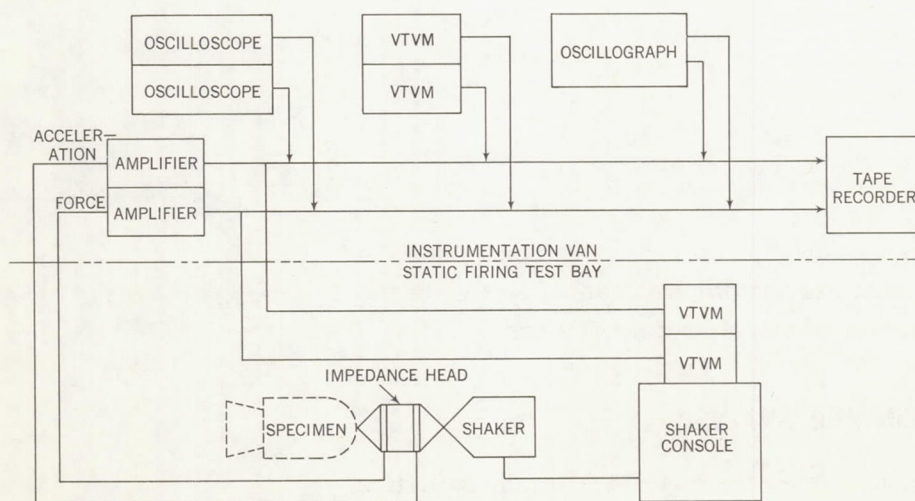 OSCILLOSCOPE
OSCILLOSCOPE
VTVM
VTVM
OSCILLOGRAPH
ACCELER-
ATION
AMPLIFIER
FORCE
AMPLIFIER
TAPE
RECORDER
INSTRUMENTATION VAN
STATIC FIRING TEST BAY
VTVM
VTVM
IMPEDANCE HEAD
SPECIMEN
SHAKER
SHAKER
CONSOLE